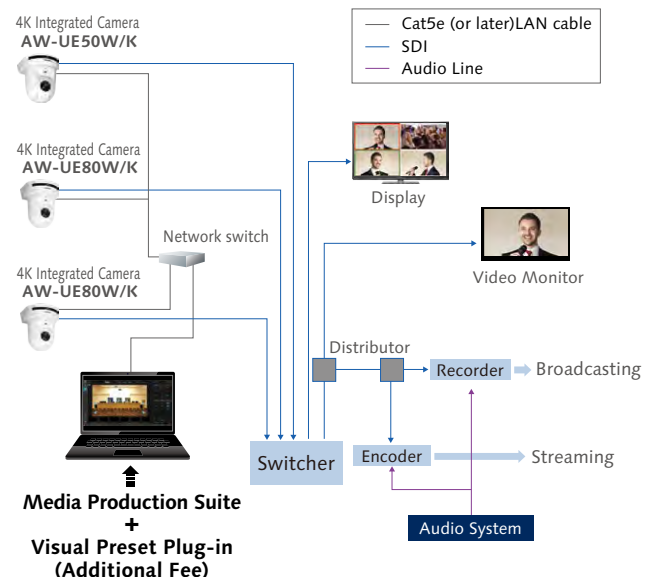 4K Integrated Camera
AW-UE50W/K
Cat5e (or later)LAN cable
SDI
Audio Line
4K Integrated Camera
AW-UE80W/K
Display
Network switch
4K Integrated Camera
AW-UE80W/K
Video Monitor
Distributor
Recorder
Broadcasting
Switcher
Encoder
Streaming
Media Production Suite
+
Visual Preset Plug-in
(Additional Fee)
Audio System